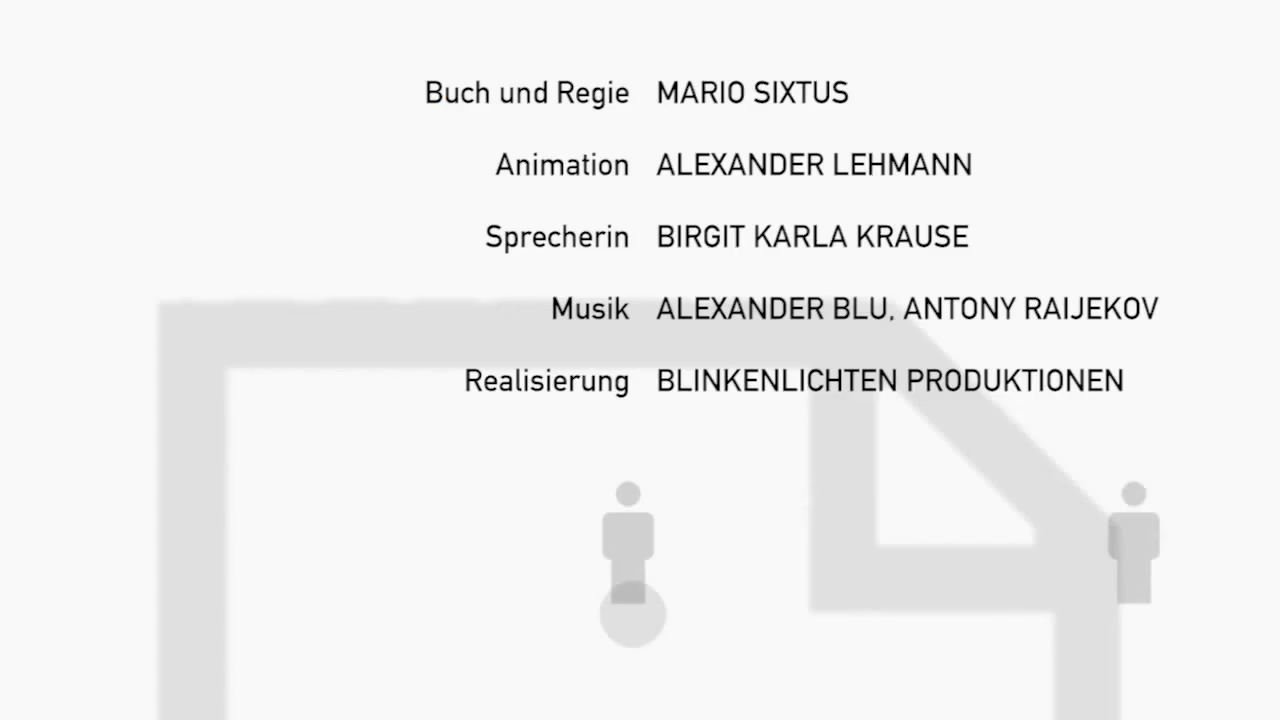 Buch und Regie MARIO SIXTUS
Animation ALEXANDER LEHMANN
Sprecherin BIRGIT KARLA KRAUSE
Musik ALEXANDER BLU, ANTONY RAIJEKOV
Realisierung BLINKENLICHTEN PRODUKTIONEN